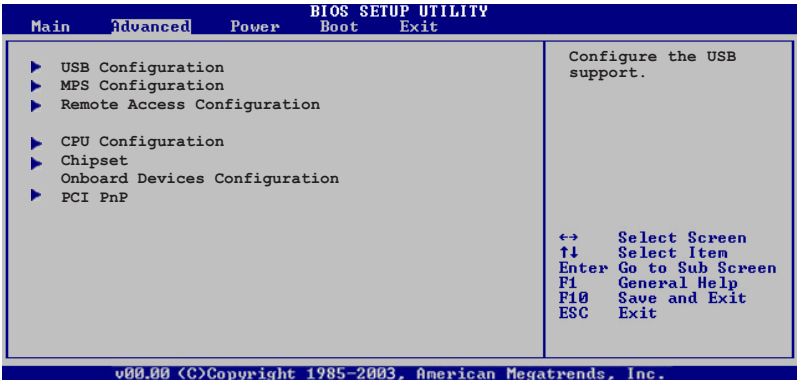 BIOS SETUP UTILITY
Main Advanced Power Boot Exit
USB Configuration
MPS Configuration
Remote Access Configuration
CPU Configuration
Chipset
Onboard Devices Configuration
PCI PnP
Configure the USB
support.
←→ Select Screen
↑↓ Select Item
Enter Go to Sub Screen
F1 General Help
F10 Save and Exit
ESC Exit
v00.00 (C)Copyright 1985-2003, American Megatrends, Inc.